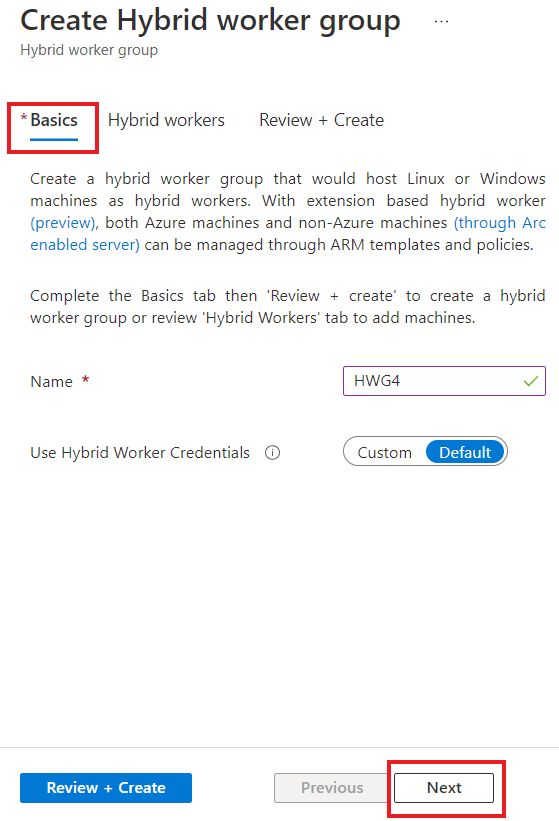 Create Hybrid worker group ...
Hybrid worker group
* Basics Hybrid workers Review + Create
Create a hybrid worker group that would host Linux or Windows
machines as hybrid workers. With extension based hybrid worker
(preview), both Azure machines and non-Azure machines (through Arc
enabled server) can be managed through ARM templates and policies.
Complete the Basics tab then 'Review + create' to create a hybrid
worker group or review 'Hybrid Workers' tab to add machines.
Name * HWG4
Use Hybrid Worker Credentials i Custom Default
Review + Create Previous Next